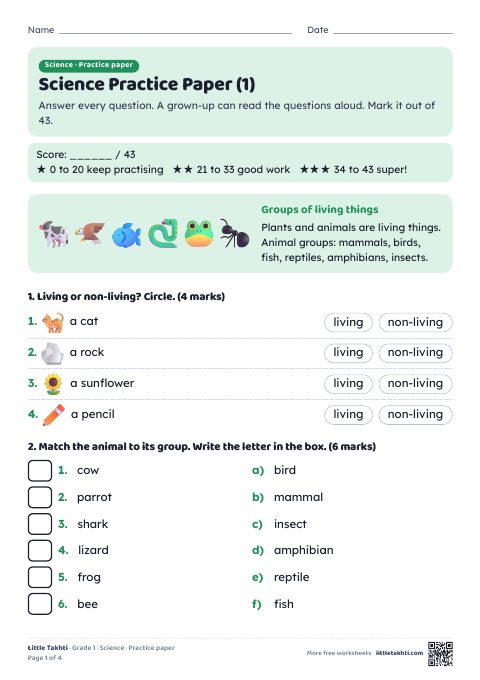 Name ______ Date ______
Science · Practice paper
Science Practice Paper (1)
Answer every question. A grown-up can read the questions aloud. Mark it out of
43.
Score: ______ / 43
★ 0 to 20 keep practising ★★ 21 to 33 good work ★★★ 34 to 43 super!
Groups of living things
Plants and animals are living things.
Animal groups: mammals, birds,
fish, reptiles, amphibians, insects.
1. Living or non-living? Circle. (4 marks)
1. a cat living non-living
2. a rock living non-living
3. a sunflower living non-living
4. a pencil living non-living
2. Match the animal to its group. Write the letter in the box. (6 marks)
1. cow a) bird
2. parrot b) mammal
3. shark c) insect
4. lizard d) amphibian
5. frog e) reptile
6. bee f) fish
Little Takhti · Grade 1 · Science · Practice paper
Page 1 of 4
More free worksheets littletakhti.com